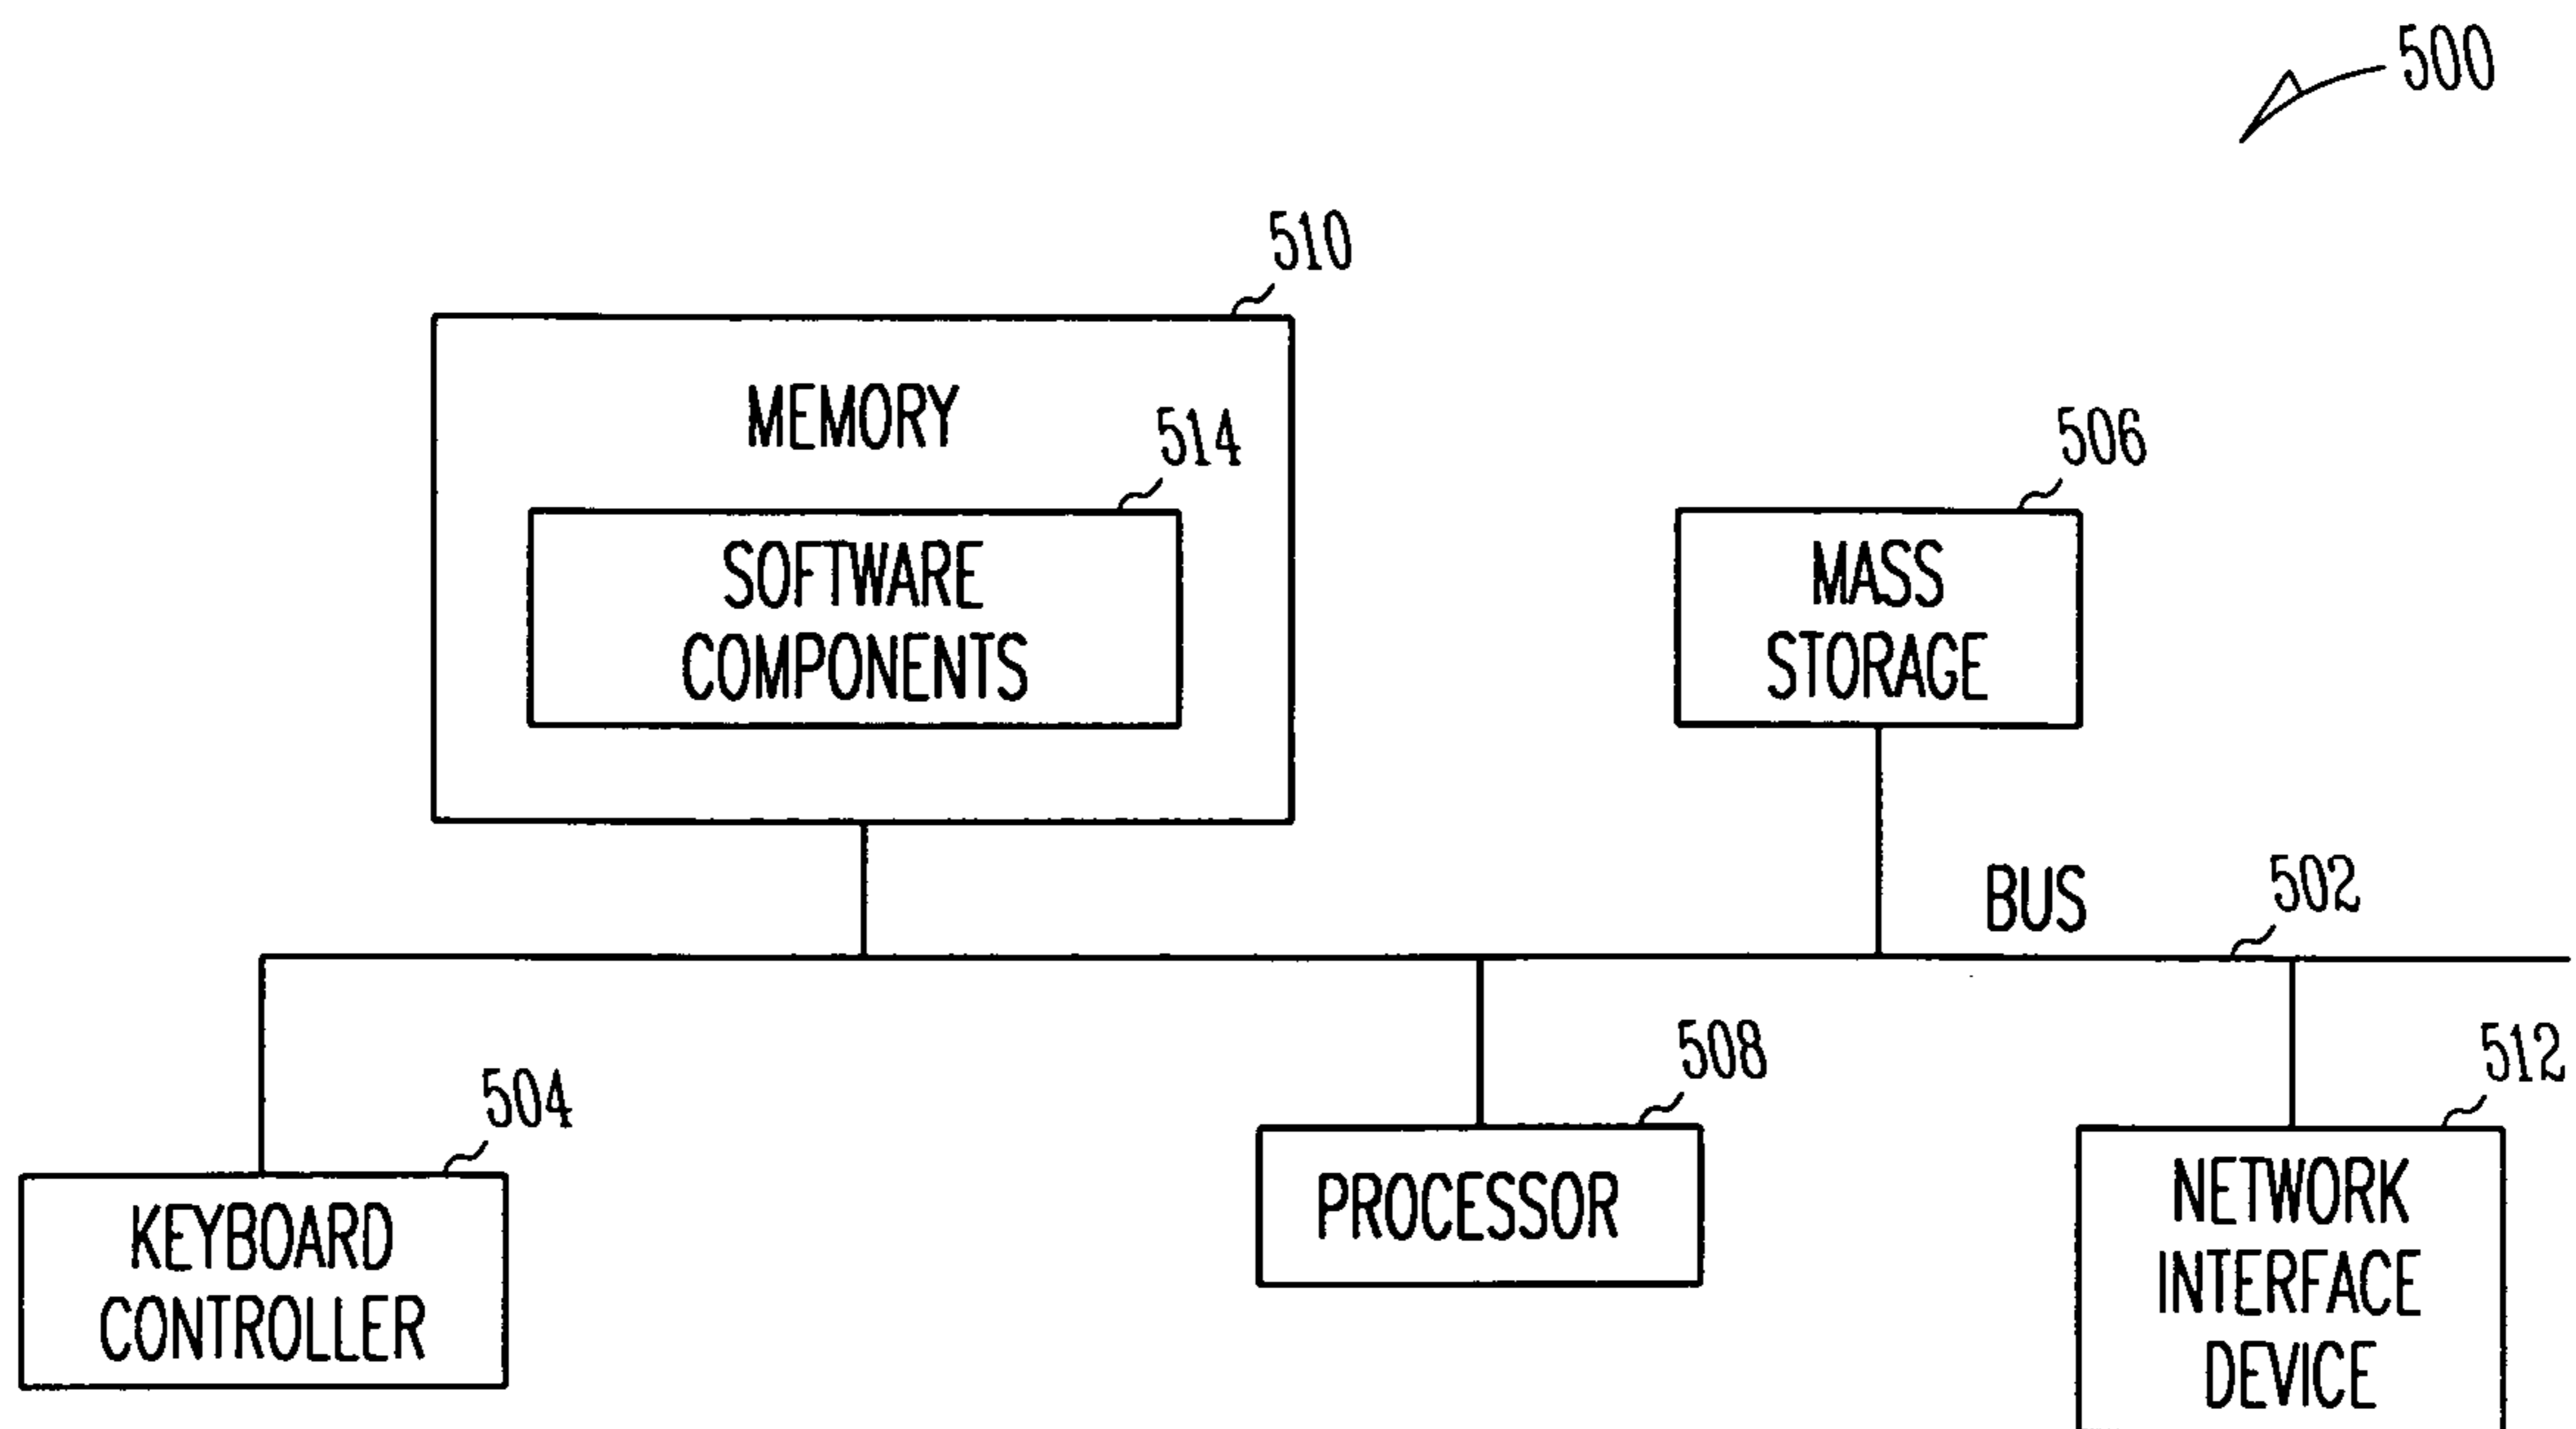 500
510
MEMORY
514
SOFTWARE
COMPONENTS
506
MASS
STORAGE
BUS
502
504
KEYBOARD
CONTROLLER
508
PROCESSOR
512
NETWORK
INTERFACE
DEVICE